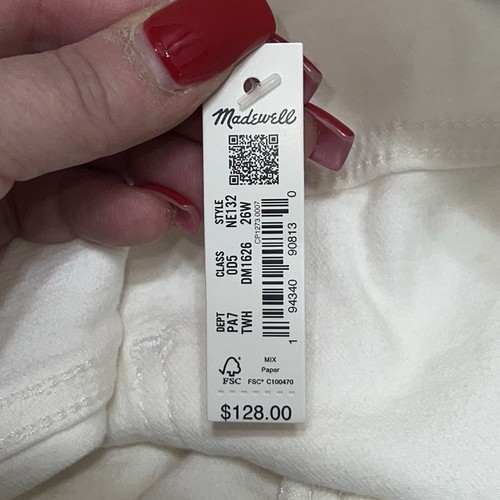 Madewell
STYLE
NE132
26W
CLASS
0D5
DM1626
DEPT
PA7
TWH
CP1273 0007
1 94340 90813 0
MIX
Paper
FSC
FSC® C100470
$128.00